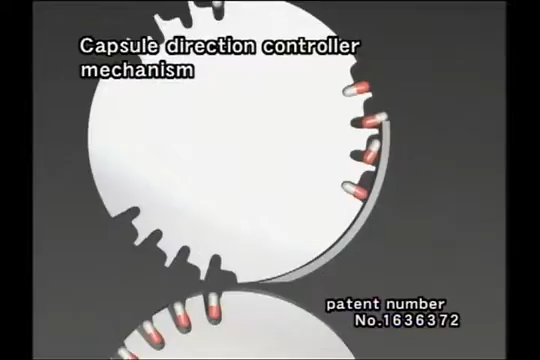 Capsule direction controller
mechanism
patent number
No.1636372